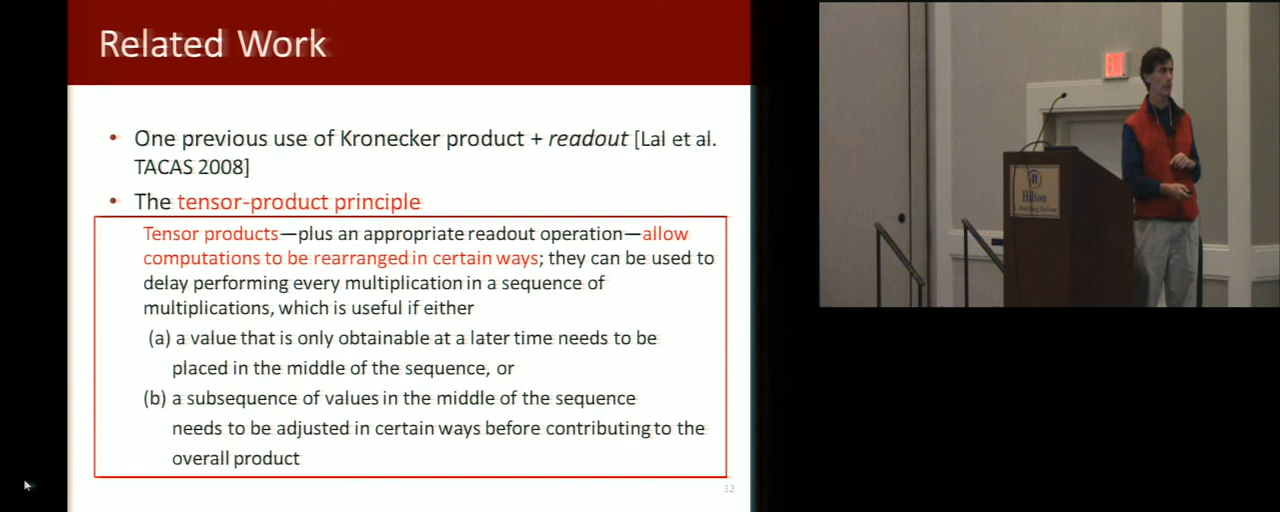 Related Work
• One previous use of Kronecker product + readout [Lal et al.
TACAS 2008]
• The tensor-product principle
Tensor products—plus an appropriate readout operation—allow
computations to be rearranged in certain ways; they can be used to
delay performing every multiplication in a sequence of
multiplications, which is useful if either
(a) a value that is only obtainable at a later time needs to be
placed in the middle of the sequence, or
(b) a subsequence of values in the middle of the sequence
needs to be adjusted in certain ways before contributing to the
overall product
32
Hilton